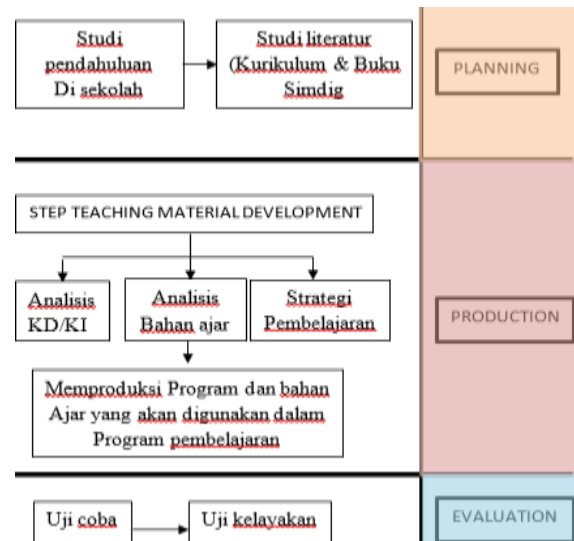 Studi
pendahuluan
Di sekolah
Studi literatur
(Kurikulum & Buku
Simdig
PLANNING
STEP TEACHING MATERIAL DEVELOPMENT
Analisis
KD/KI
Analisis
Bahan ajar
Strategi
Pembelajaran
PRODUCTION
Memproduksi Program dan bahan
Ajar yang akan digunakan dalam
Program pembelajaran
Uji coba
Uji kelayakan
EVALUATION